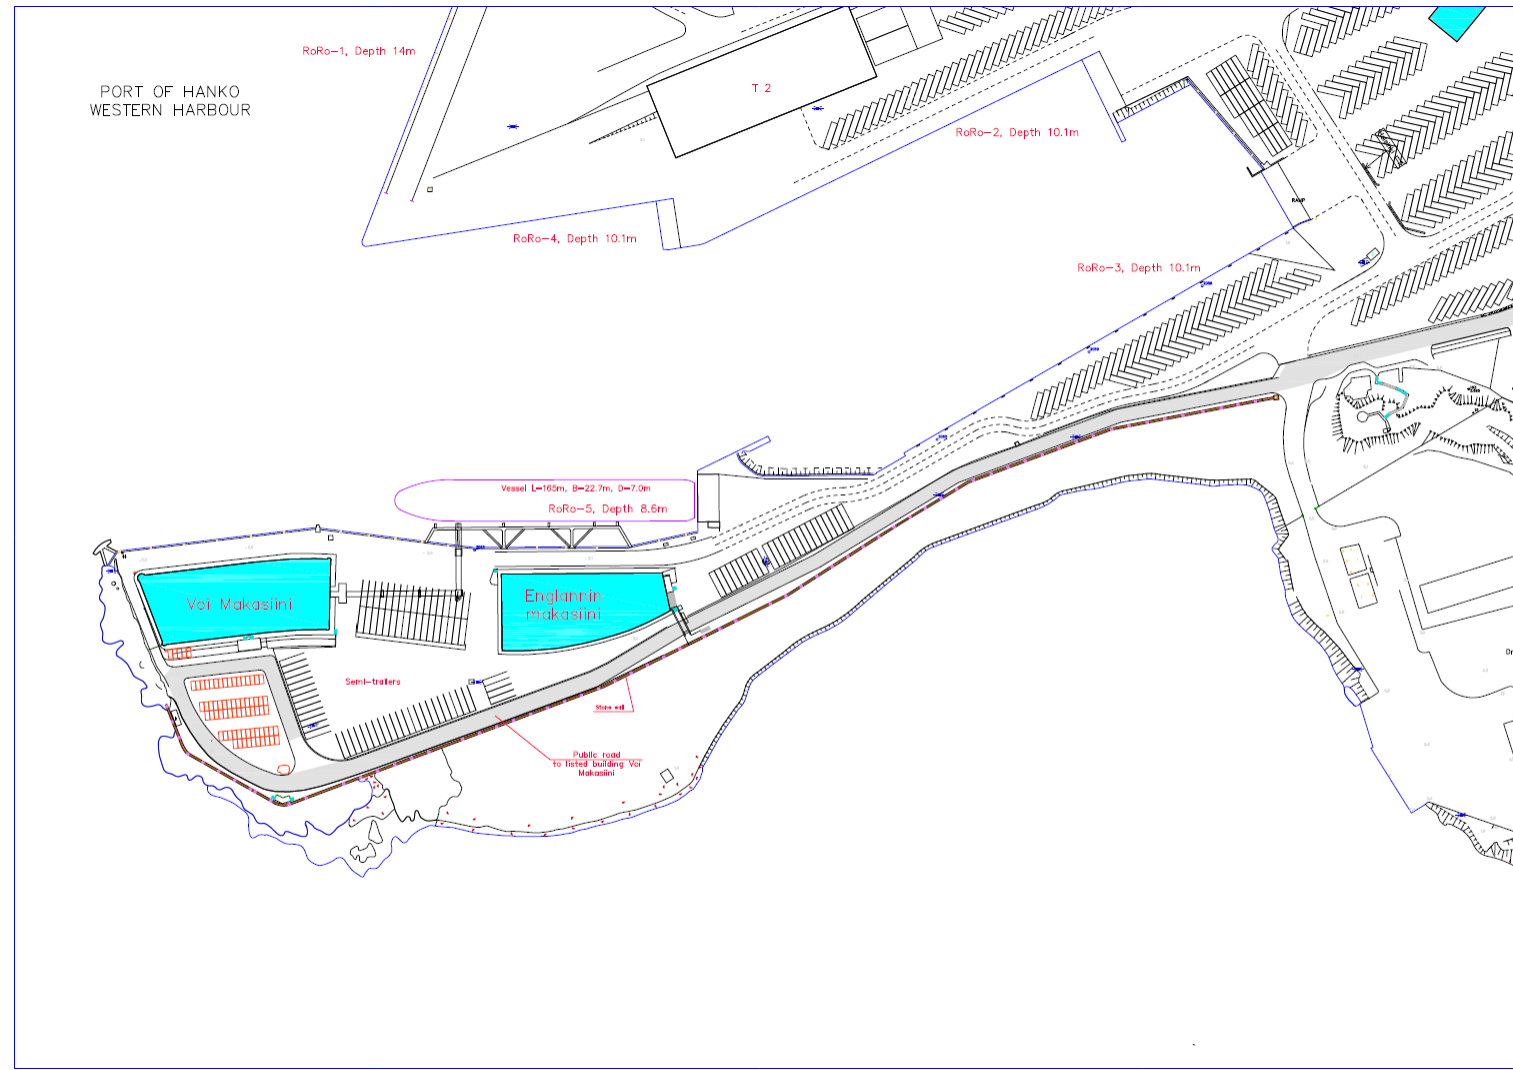 RoRo-1, Depth 14m
PORT OF HANKO
WESTERN HARBOUR
T 2
RoRo-2, Depth 10.1m
RAMP
RoRo-4, Depth 10.1m
RoRo-3, Depth 10.1m
Vessel L=165m, B=22.7m, D=7.0m
RoRo-5, Depth 8.6m
Voi Makasiini
Englannin
makasiini
Semi-trailers
Stone wall
Public road
to listed building Voi
Makasiini